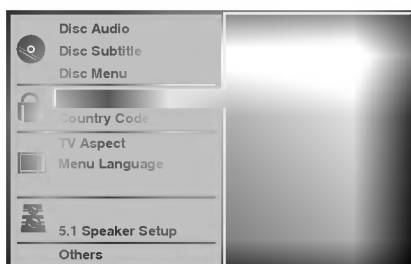 Disc Audio
Disc Subtitle
Disc Menu
Country Code
TV Aspect
Menu Language
5.1 Speaker Setup
Others